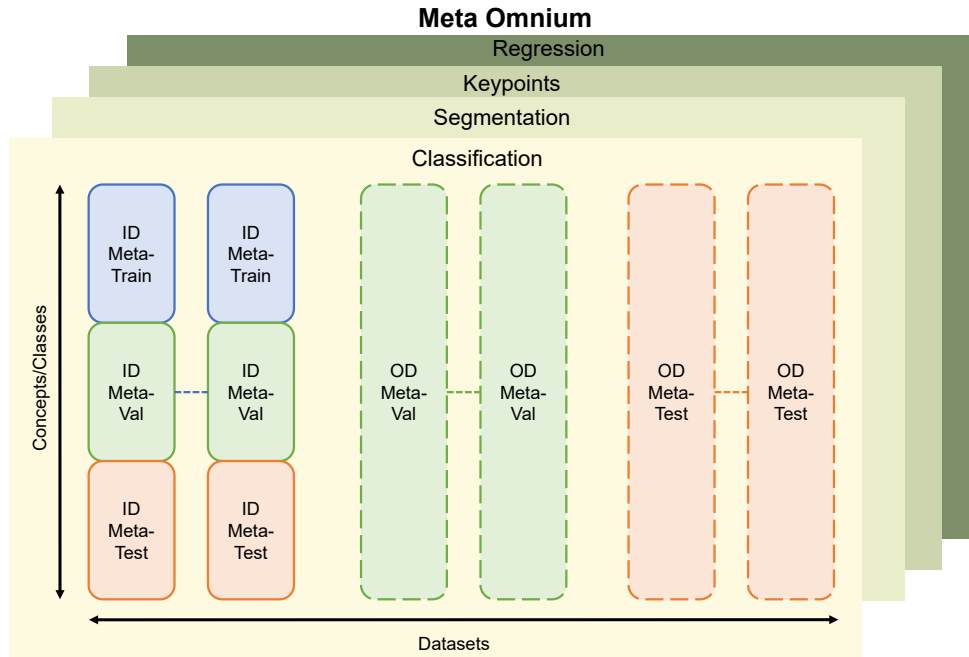 Meta Omnium
Regression
Keypoints
Segmentation
Classification
Concepts/Classes
ID
Meta-
Train
ID
Meta-
Train
ID
Meta-
Val
ID
Meta-
Val
ID
Meta-
Test
ID
Meta-
Test
OD
Meta-
Val
OD
Meta-
Val
OD
Meta-
Test
OD
Meta-
Test
Datasets